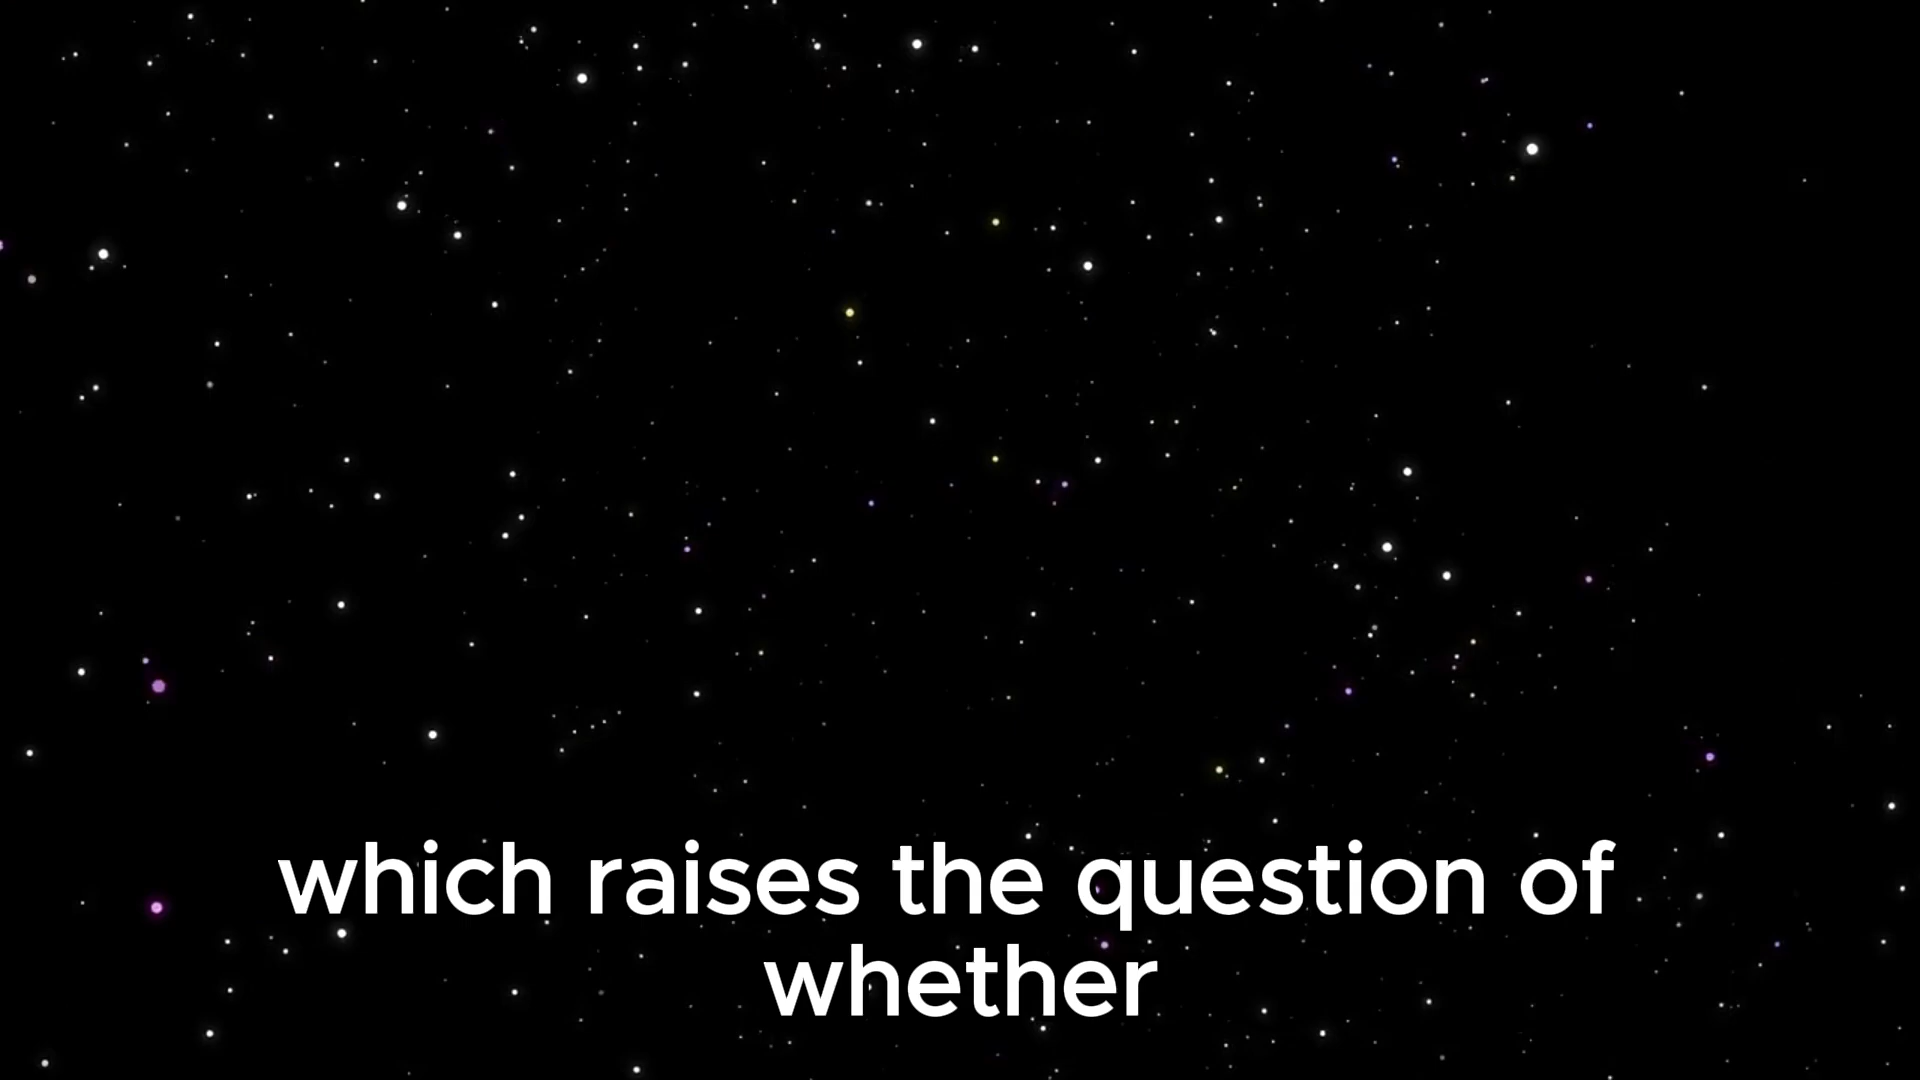 which raises the question of
whether